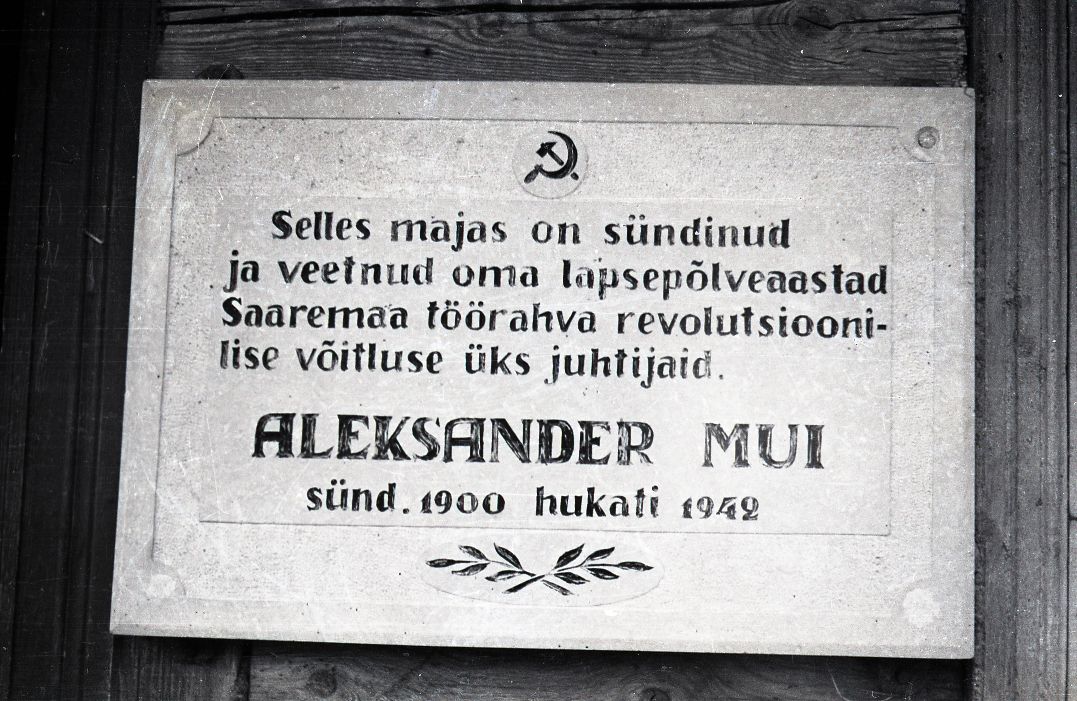 Selles majas on sündinud
ja veetnud oma lapsepõlveaastad
Saaremaa töörahva revolutsiooni-
lise võitluse üks juhtijaid.
ALEKSANDER MUI
sünd. 1900 hukati 1942